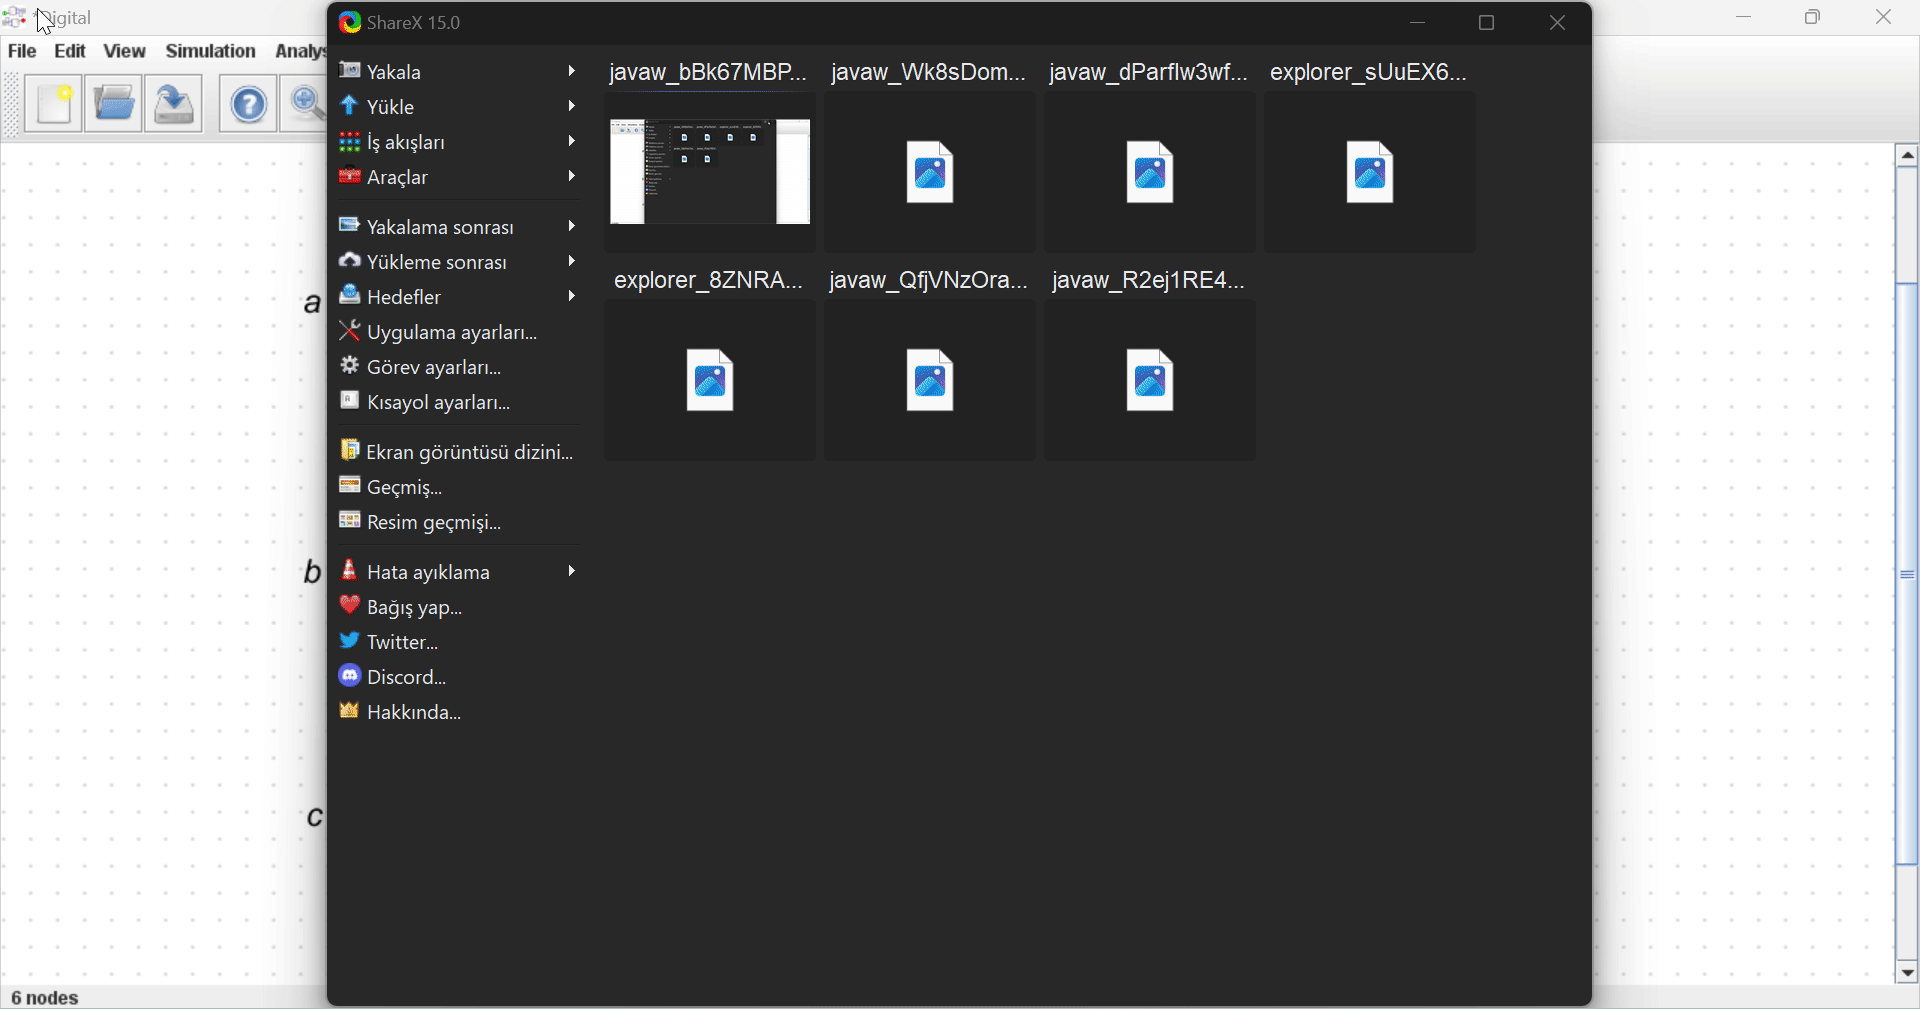 *Digital
File Edit View Simulation Analys
a
b
c
6 nodes
ShareX 15.0
Yakala
Yükle
İş akışları
Araçlar
Yakalama sonrası
Yükleme sonrası
Hedefler
Uygulama ayarları...
Görev ayarları...
Kısayol ayarları...
Ekran görüntüsü dizini...
Geçmiş...
Resim geçmişi...
Hata ayıklama
Bağış yap...
Twitter...
Discord...
Hakkında...
javaw_bBk67MBP... javaw_Wk8sDom... javaw_dParflw3wf... explorer_sUuEX6...
explorer_8ZNRA... javaw_QfjVNzOra... javaw_R2ej1RE4...